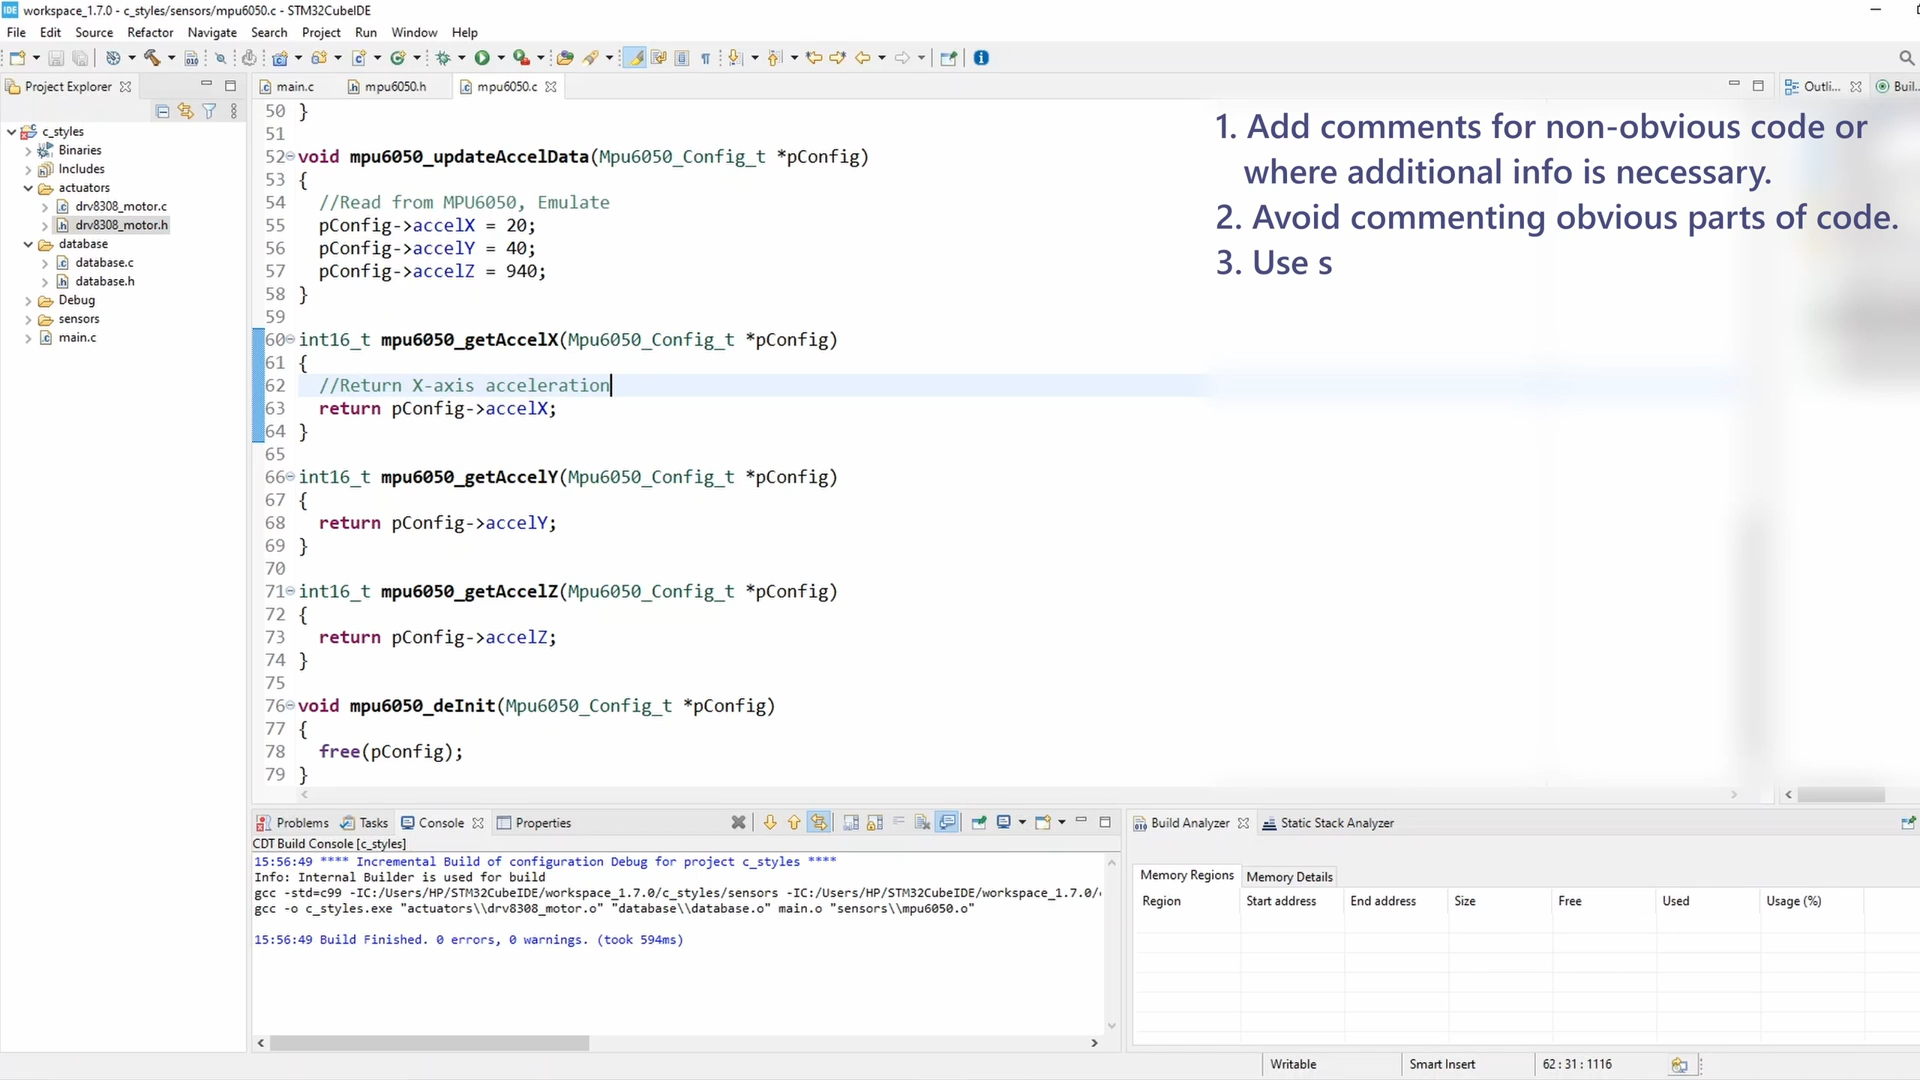 IDE workspace_1.7.0 - c_styles/sensors/mpu6050.c - STM32CubeIDE
File Edit Source Refactor Navigate Search Project Run Window Help
Project Explorer
main.c mpu6050.h mpu6050.c
Outli... Buil...
c_styles
Binaries
Includes
actuators
drv8308_motor.c
drv8308_motor.h
database
database.c
database.h
Debug
sensors
main.c
50 }
51
52 void mpu6050_updateAccelData(Mpu6050_Config_t *pConfig)
53 {
54 //Read from MPU6050, Emulate
55 pConfig->accelX = 20;
56 pConfig->accelY = 40;
57 pConfig->accelZ = 940;
58 }
59
60 int16_t mpu6050_getAccelX(Mpu6050_Config_t *pConfig)
61 {
62 //Return X-axis acceleration
63 return pConfig->accelX;
64 }
65
66 int16_t mpu6050_getAccelY(Mpu6050_Config_t *pConfig)
67 {
68 return pConfig->accelY;
69 }
70
71 int16_t mpu6050_getAccelZ(Mpu6050_Config_t *pConfig)
72 {
73 return pConfig->accelZ;
74 }
75
76 void mpu6050_deInit(Mpu6050_Config_t *pConfig)
77 {
78 free(pConfig);
79 }
1. Add comments for non-obvious code or
where additional info is necessary.
2. Avoid commenting obvious parts of code.
3. Use s
Problems Tasks Console Properties
CDT Build Console [c_styles]
15:56:49 **** Incremental Build of configuration Debug for project c_styles ****
Info: Internal Builder is used for build
gcc -std=c99 -IC:/Users/HP/STM32CubeIDE/workspace_1.7.0/c_styles/sensors -IC:/Users/HP/STM32CubeIDE/workspace_1.7.0/
gcc -o c_styles.exe "actuators\\drv8308_motor.o" "database\\database.o" main.o "sensors\\mpu6050.o"
15:56:49 Build Finished. 0 errors, 0 warnings. (took 594ms)
Build Analyzer Static Stack Analyzer
Memory Regions Memory Details
Region Start address End address Size Free Used Usage (%)
Writable Smart Insert 62 : 31 : 1116